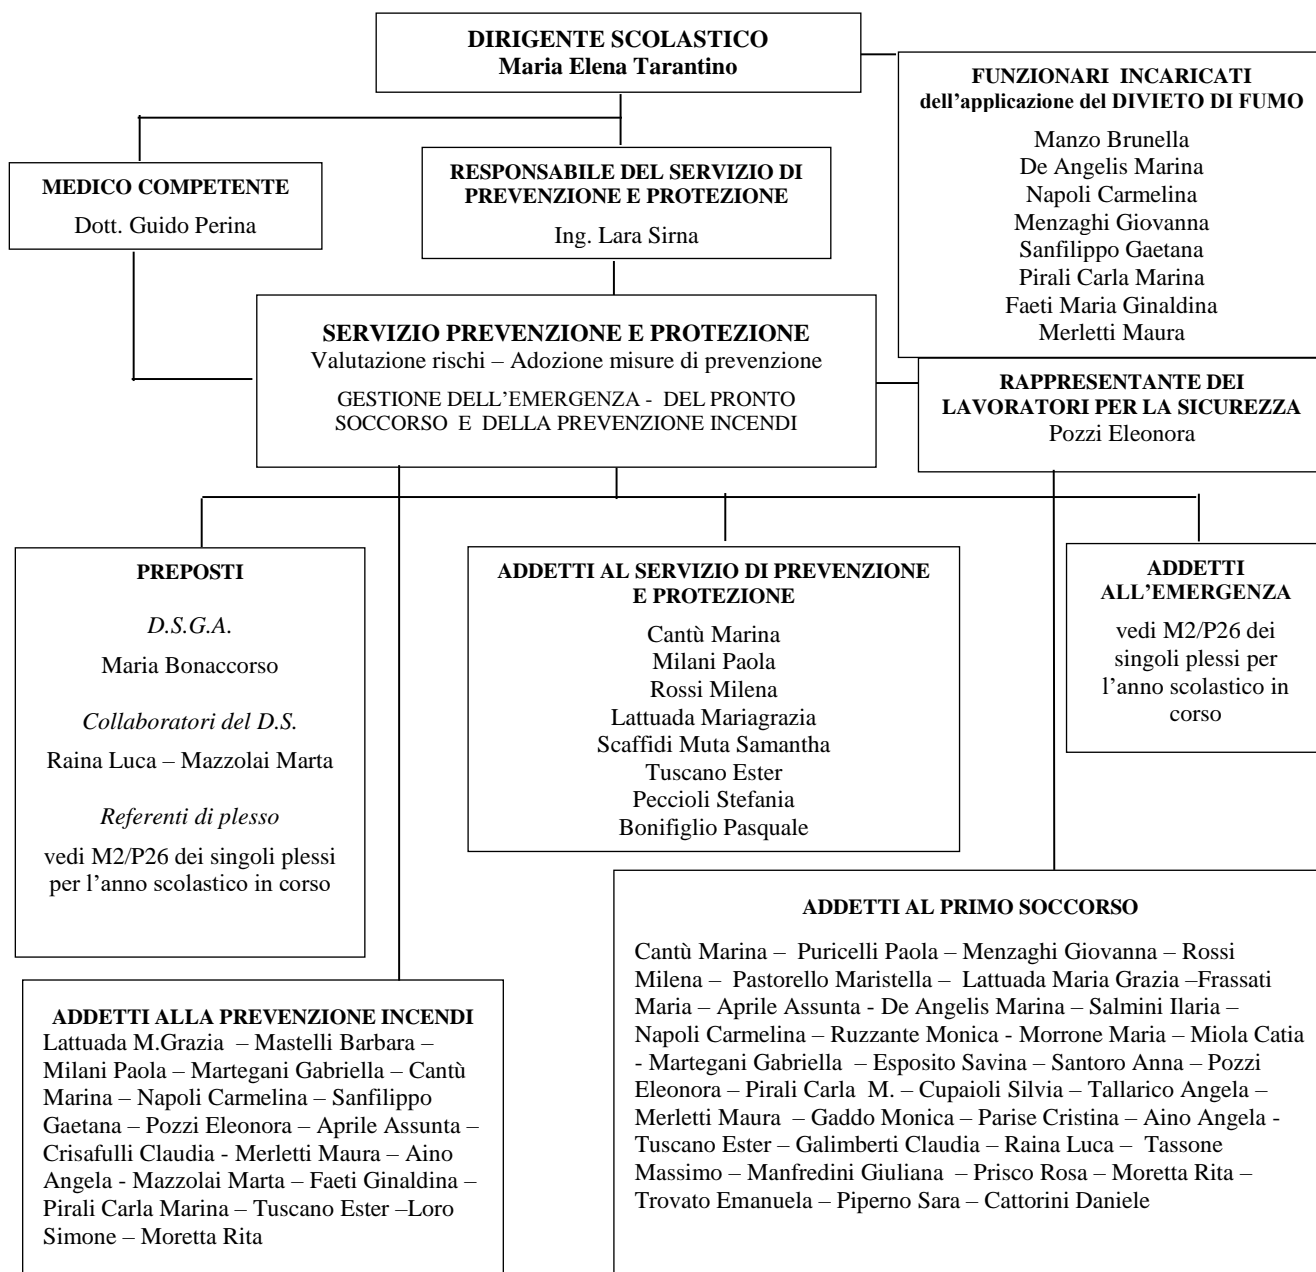 DIRIGENTE SCOLASTICO
Maria Elena Tarantino
FUNZIONARI INCARICATI
dell'applicazione del DIVIETO DI FUMO
Manzo Brunella
De Angelis Marina
Napoli Carmelina
Menzaghi Giovanna
Sanfilippo Gaetana
Pirali Carla Marina
Faeti Maria Ginaldina
Merletti Maura
MEDICO COMPETENTE
Dott. Guido Perina
RESPONSABILE DEL SERVIZIO DI
PREVENZIONE E PROTEZIONE
Ing. Lara Sirna
SERVIZIO PREVENZIONE E PROTEZIONE
Valutazione rischi – Adozione misure di prevenzione
GESTIONE DELL'EMERGENZA - DEL PRONTO
SOCCORSO E DELLA PREVENZIONE INCENDI
RAPPRESENTANTE DEI
LAVORATORI PER LA SICUREZZA
Pozzi Eleonora
PREPOSTI
D.S.G.A.
Maria Bonaccorso
Collaboratori del D.S.
Raina Luca – Mazzolai Marta
Referenti di plesso
vedi M2/P26 dei singoli plessi
per l'anno scolastico in corso
ADDETTI AL SERVIZIO DI PREVENZIONE
E PROTEZIONE
Cantù Marina
Milani Paola
Rossi Milena
Lattuada Mariagrazia
Scaffidi Muta Samantha
Tuscano Ester
Peccioli Stefania
Bonifiglio Pasquale
ADDETTI
ALL'EMERGENZA
vedi M2/P26 dei
singoli plessi per
l'anno scolastico in
corso
ADDETTI ALLA PREVENZIONE INCENDI
Lattuada M.Grazia – Mastelli Barbara –
Milani Paola – Martegani Gabriella – Cantù
Marina – Napoli Carmelina – Sanfilippo
Gaetana – Pozzi Eleonora – Aprile Assunta –
Crisafulli Claudia - Merletti Maura – Aino
Angela - Mazzolai Marta – Faeti Ginaldina –
Pirali Carla Marina – Tuscano Ester –Loro
Simone – Moretta Rita
ADDETTI AL PRIMO SOCCORSO
Cantù Marina – Puricelli Paola – Menzaghi Giovanna – Rossi
Milena – Pastorello Maristella – Lattuada Maria Grazia –Frassati
Maria – Aprile Assunta - De Angelis Marina – Salmini Ilaria –
Napoli Carmelina – Ruzzante Monica - Morrone Maria – Miola Catia
- Martegani Gabriella – Esposito Savina – Santoro Anna – Pozzi
Eleonora – Pirali Carla M. – Cupaioli Silvia – Tallarico Angela –
Merletti Maura – Gaddo Monica – Parise Cristina – Aino Angela -
Tuscano Ester – Galimberti Claudia – Raina Luca – Tassone
Massimo – Manfredini Giuliana – Prisco Rosa – Moretta Rita –
Trovato Emanuela – Piperno Sara – Cattorini Daniele